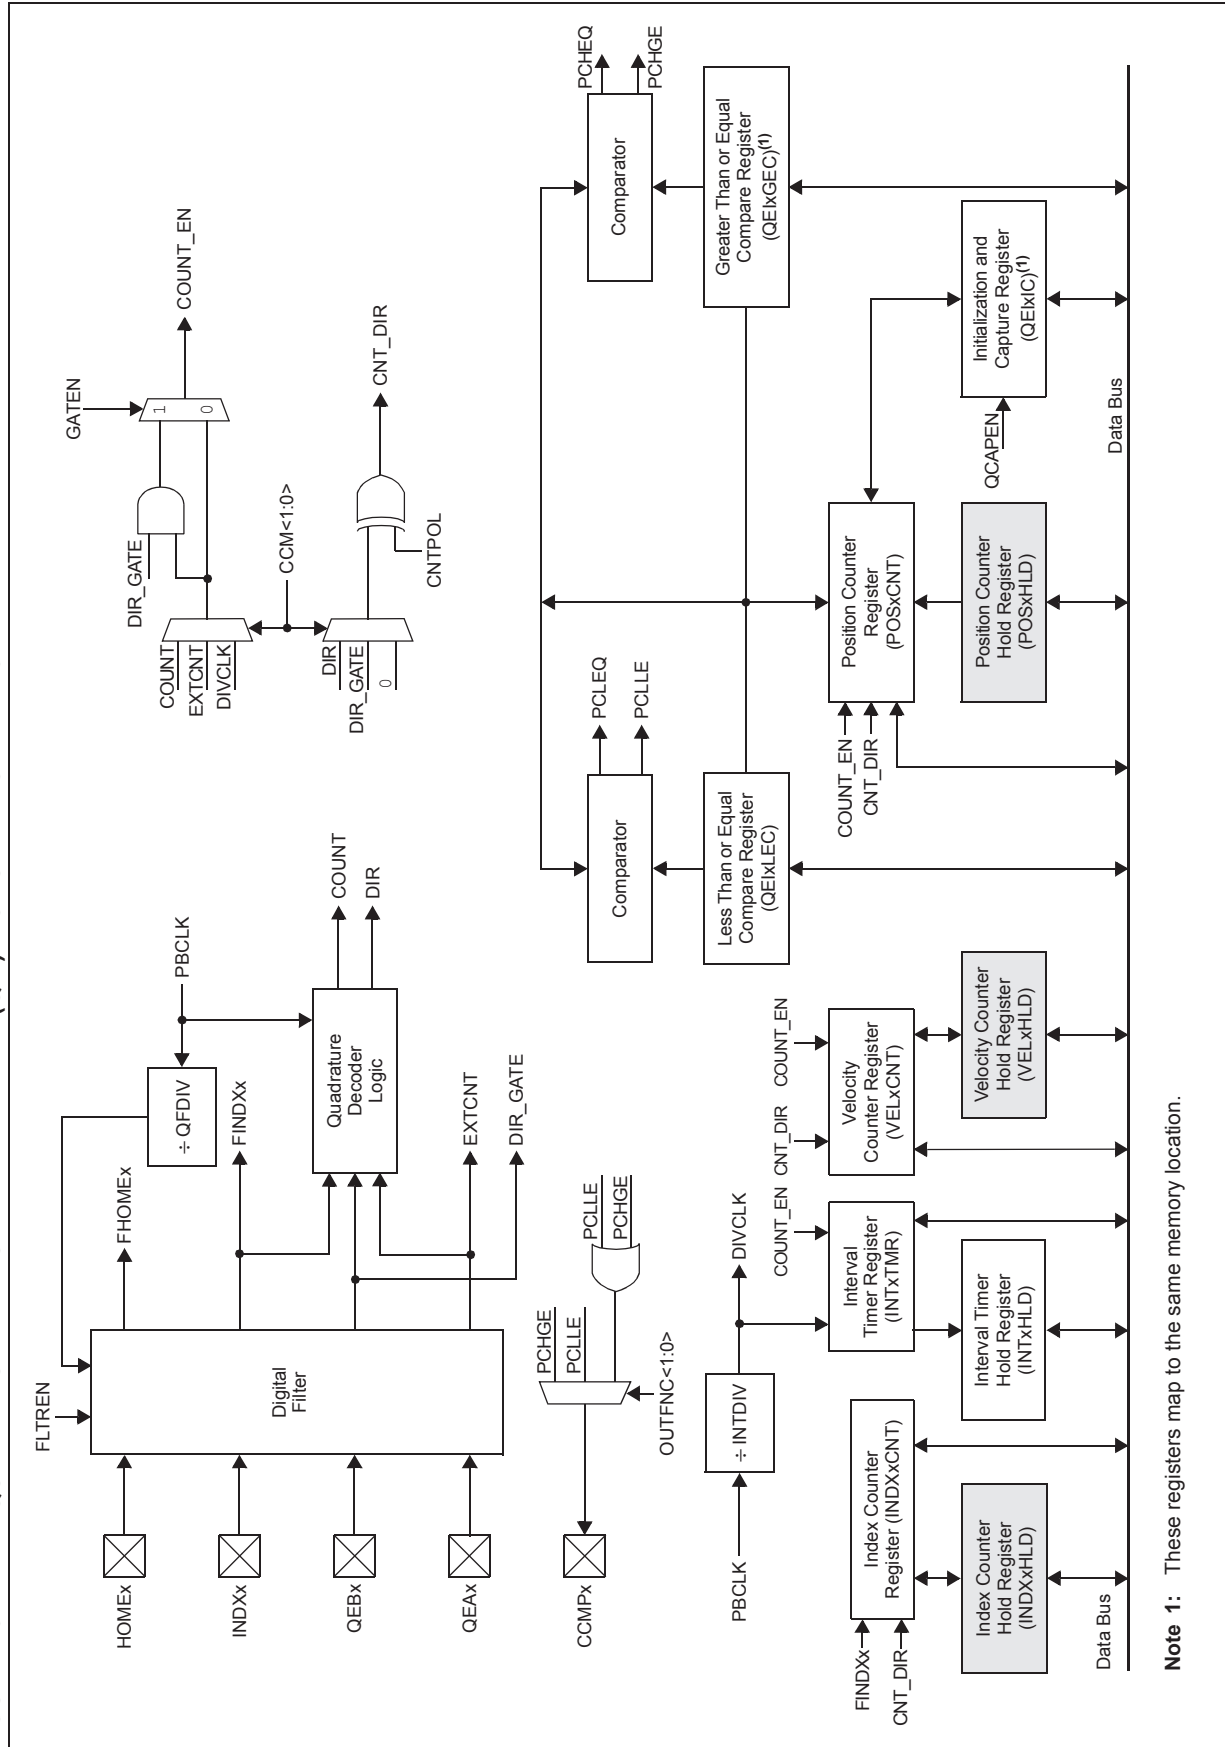 FLTREN
HOMEx
INDXx
QEBx
QEAx
Digital
Filter
FHOMEx
÷ QFDIV
PBCLK
FINDXx
Quadrature
Decoder
Logic
COUNT
DIR
EXTCNT
DIR_GATE
COUNT
EXTCNT
DIVCLK
DIR_GATE
GATEN
1
0
COUNT_EN
CCM<1:0>
DIR
DIR_GATE
0
CNTPOL
CNT_DIR
CCMPx
PCHGE
PCLLE
OUTFNC<1:0>
PCLLE
PCHGE
Comparator
PCLEQ
PCLLE
Comparator
PCHEQ
PCHGE
PBCLK
÷ INTDIV
DIVCLK
Less Than or Equal
Compare Register
(QEIxLEC)
Greater Than or Equal
Compare Register
(QEIxGEC)(1)
FINDXx
CNT_DIR
Index Counter
Register (INDXxCNT)
COUNT_EN
Interval
Timer Register
(INTxTMR)
CNT_DIR
COUNT_EN
Velocity
Counter Register
(VELxCNT)
COUNT_EN
CNT_DIR
Position Counter
Register
(POSxCNT)
QCAPEN
Initialization and
Capture Register
(QEIxIC)(1)
Index Counter
Hold Register
(INDXxHLD)
Interval Timer
Hold Register
(INTxHLD)
Velocity Counter
Hold Register
(VELxHLD)
Position Counter
Hold Register
(POSxHLD)
Data Bus
Data Bus
Note 1: These registers map to the same memory location.